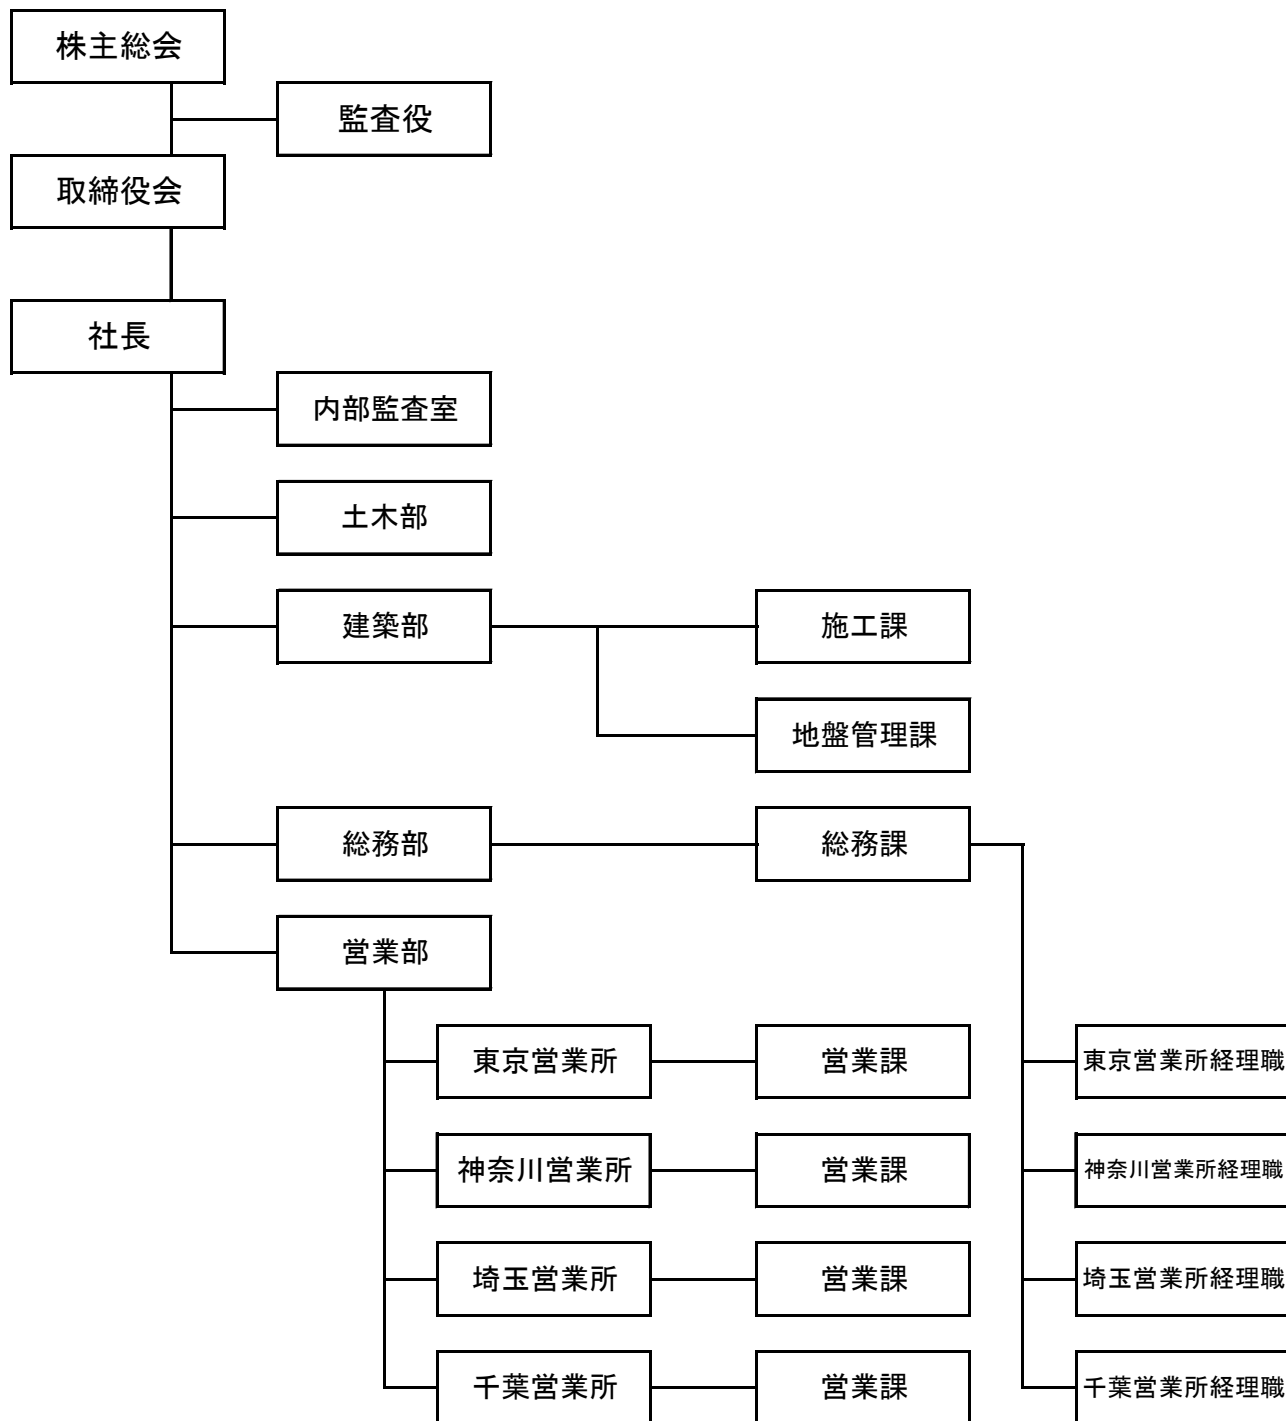 株主総会
監査役
取締役会
社長
内部監査室
土木部
建築部
施工課
地盤管理課
総務部
総務課
営業部
東京営業所
営業課
東京営業所経理職
神奈川営業所
営業課
神奈川営業所経理職
埼玉営業所
営業課
埼玉営業所経理職
千葉営業所
営業課
千葉営業所経理職